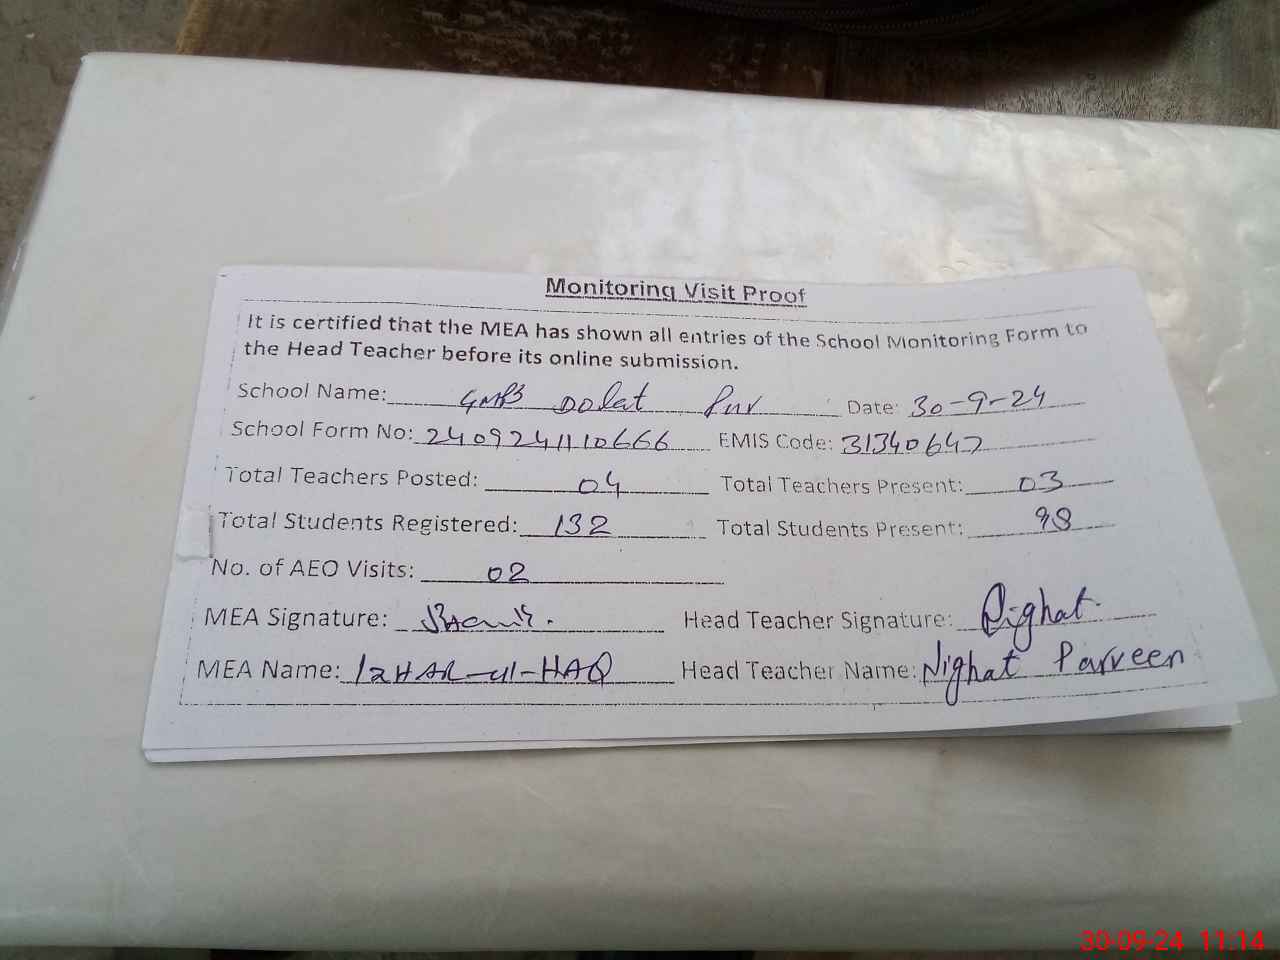 Monitoring Visit Proof
It is certified that the MEA has shown all entries of the School Monitoring Form to
the Head Teacher before its online submission.
School Name: GMPS Dolat Pur Date: 30-9-24
School Form No: 2409241110666 EMIS Code: 31340647
Total Teachers Posted: 04 Total Teachers Present: 03
Total Students Registered: 132 Total Students Present: 98
No. of AEO Visits: 02
MEA Signature: Head Teacher Signature: Nighat.
MEA Name: IZHAR-ul-HAQ Head Teacher Name: Nighat Parveen
30-09-24 11:14